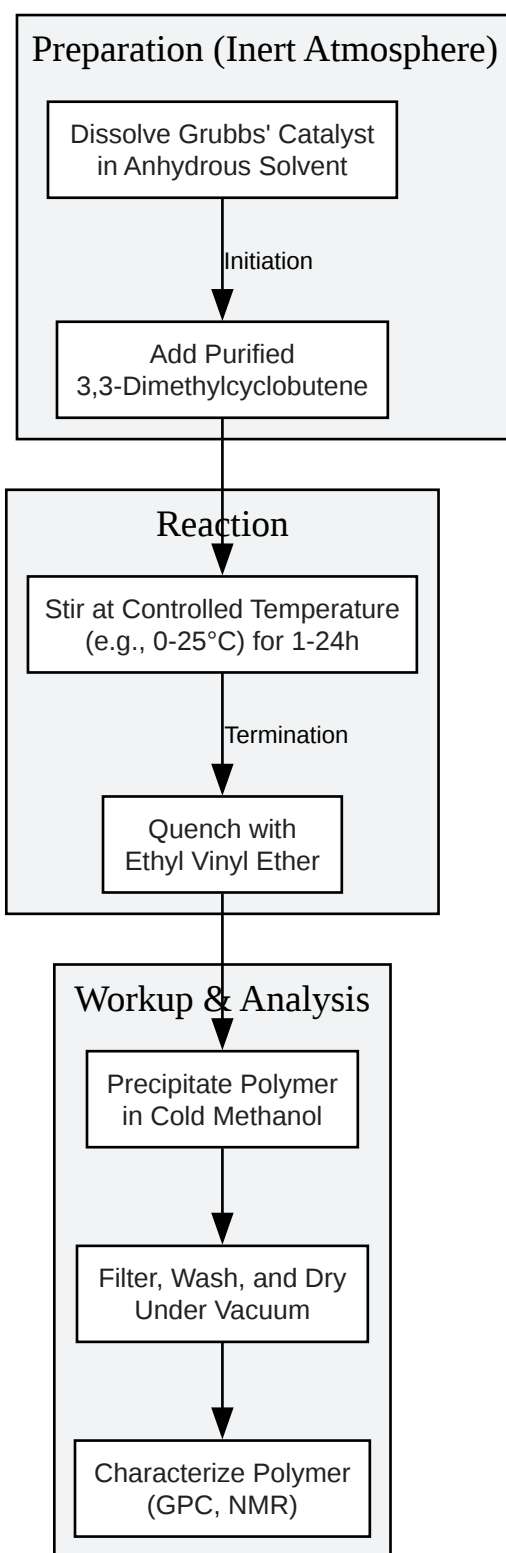 Preparation (Inert Atmosphere)
Dissolve Grubbs' Catalyst
in Anhydrous Solvent
Initiation
Add Purified
3,3-Dimethylcyclobutene
Reaction
Stir at Controlled Temperature
(e.g., 0-25°C) for 1-24h
Termination
Quench with
Ethyl Vinyl Ether
Workup & Analysis
Precipitate Polymer
in Cold Methanol
Filter, Wash, and Dry
Under Vacuum
Characterize Polymer
(GPC, NMR)